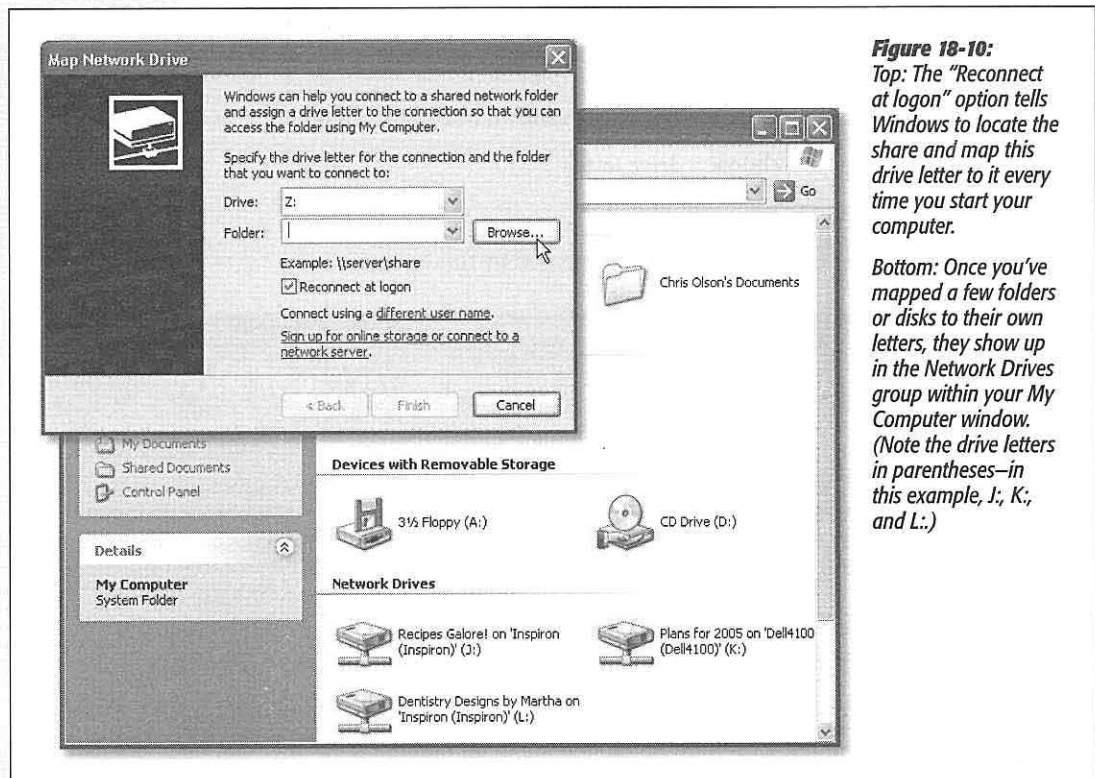 Map Network Drive
Windows can help you connect to a shared network folder
and assign a drive letter to the connection so that you can
access the folder using My Computer.
Specify the drive letter for the connection and the folder
that you want to connect to:
Drive: Z:
Folder: Browse...
Example: \\server\share
Reconnect at logon
Connect using a different user name.
Sign up for online storage or connect to a
network server.
< Back Finish Cancel
Go
Chris Olson's Documents
My Documents
Shared Documents
Control Panel
Details
My Computer
System Folder
Devices with Removable Storage
3½ Floppy (A:)
CD Drive (D:)
Network Drives
Recipes Galore! on 'Inspiron
(Inspiron)' (J:)
Plans for 2005 on 'Dell4100
(Dell4100)' (K:)
Dentistry Designs by Martha on
'Inspiron (Inspiron)' (L:)
Figure 18-10:
Top: The "Reconnect
at logon" option tells
Windows to locate the
share and map this
drive letter to it every
time you start your
computer.
Bottom: Once you've
mapped a few folders
or disks to their own
letters, they show up
in the Network Drives
group within your My
Computer window.
(Note the drive letters
in parentheses—in
this example, J:, K:,
and L:.)